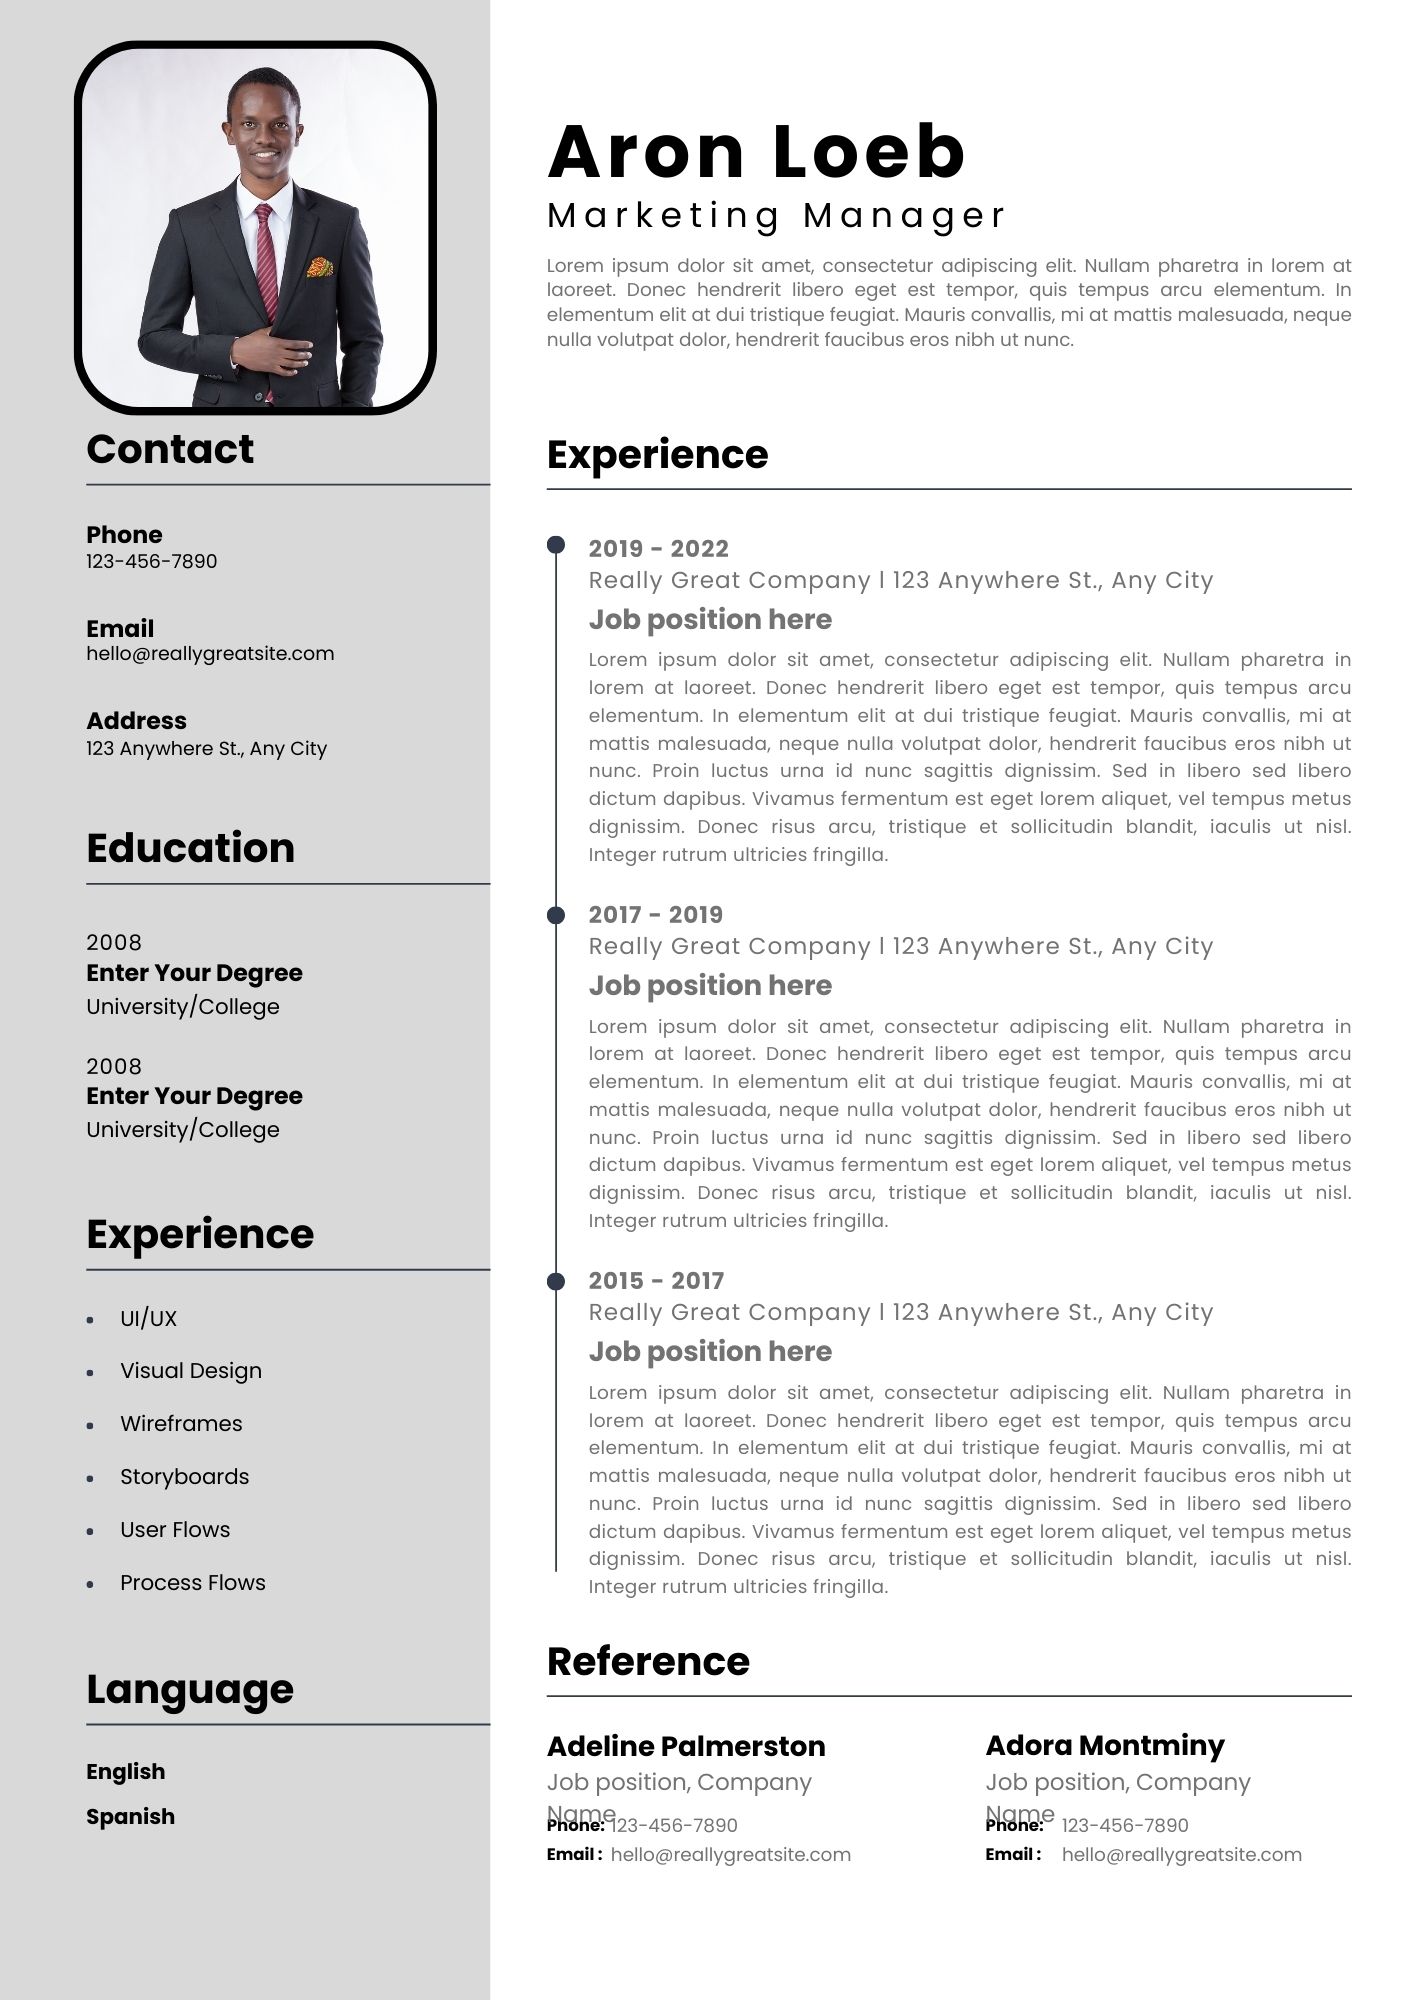 Aron Loeb
Marketing Manager
Lorem ipsum dolor sit amet, consectetur adipiscing elit. Nullam pharetra in lorem at
laoreet. Donec hendrerit libero eget est tempor, quis tempus arcu elementum. In
elementum elit at dui tristique feugiat. Mauris convallis, mi at mattis malesuada, neque
nulla volutpat dolor, hendrerit faucibus eros nibh ut nunc.
Contact
Phone
123-456-7890
Email
hello@reallygreatsite.com
Address
123 Anywhere St., Any City
Education
2008
Enter Your Degree
University/College
2008
Enter Your Degree
University/College
Experience
UI/UX
Visual Design
Wireframes
Storyboards
User Flows
Process Flows
Language
English
Spanish
Experience
2019 - 2022
Really Great Company l 123 Anywhere St., Any City
Job position here
Lorem ipsum dolor sit amet, consectetur adipiscing elit. Nullam pharetra in
lorem at laoreet. Donec hendrerit libero eget est tempor, quis tempus arcu
elementum. In elementum elit at dui tristique feugiat. Mauris convallis, mi at
mattis malesuada, neque nulla volutpat dolor, hendrerit faucibus eros nibh ut
nunc. Proin luctus urna id nunc sagittis dignissim. Sed in libero sed libero
dictum dapibus. Vivamus fermentum est eget lorem aliquet, vel tempus metus
dignissim. Donec risus arcu, tristique et sollicitudin blandit, iaculis ut nisl.
Integer rutrum ultricies fringilla.
2017 - 2019
Really Great Company l 123 Anywhere St., Any City
Job position here
Lorem ipsum dolor sit amet, consectetur adipiscing elit. Nullam pharetra in
lorem at laoreet. Donec hendrerit libero eget est tempor, quis tempus arcu
elementum. In elementum elit at dui tristique feugiat. Mauris convallis, mi at
mattis malesuada, neque nulla volutpat dolor, hendrerit faucibus eros nibh ut
nunc. Proin luctus urna id nunc sagittis dignissim. Sed in libero sed libero
dictum dapibus. Vivamus fermentum est eget lorem aliquet, vel tempus metus
dignissim. Donec risus arcu, tristique et sollicitudin blandit, iaculis ut nisl.
Integer rutrum ultricies fringilla.
2015 - 2017
Really Great Company l 123 Anywhere St., Any City
Job position here
Lorem ipsum dolor sit amet, consectetur adipiscing elit. Nullam pharetra in
lorem at laoreet. Donec hendrerit libero eget est tempor, quis tempus arcu
elementum. In elementum elit at dui tristique feugiat. Mauris convallis, mi at
mattis malesuada, neque nulla volutpat dolor, hendrerit faucibus eros nibh ut
nunc. Proin luctus urna id nunc sagittis dignissim. Sed in libero sed libero
dictum dapibus. Vivamus fermentum est eget lorem aliquet, vel tempus metus
dignissim. Donec risus arcu, tristique et sollicitudin blandit, iaculis ut nisl.
Integer rutrum ultricies fringilla.
Reference
Adeline Palmerston
Job position, Company
Name
Phone: 123-456-7890
Email : hello@reallygreatsite.com
Adora Montminy
Job position, Company
Name
Phone: 123-456-7890
Email : hello@reallygreatsite.com